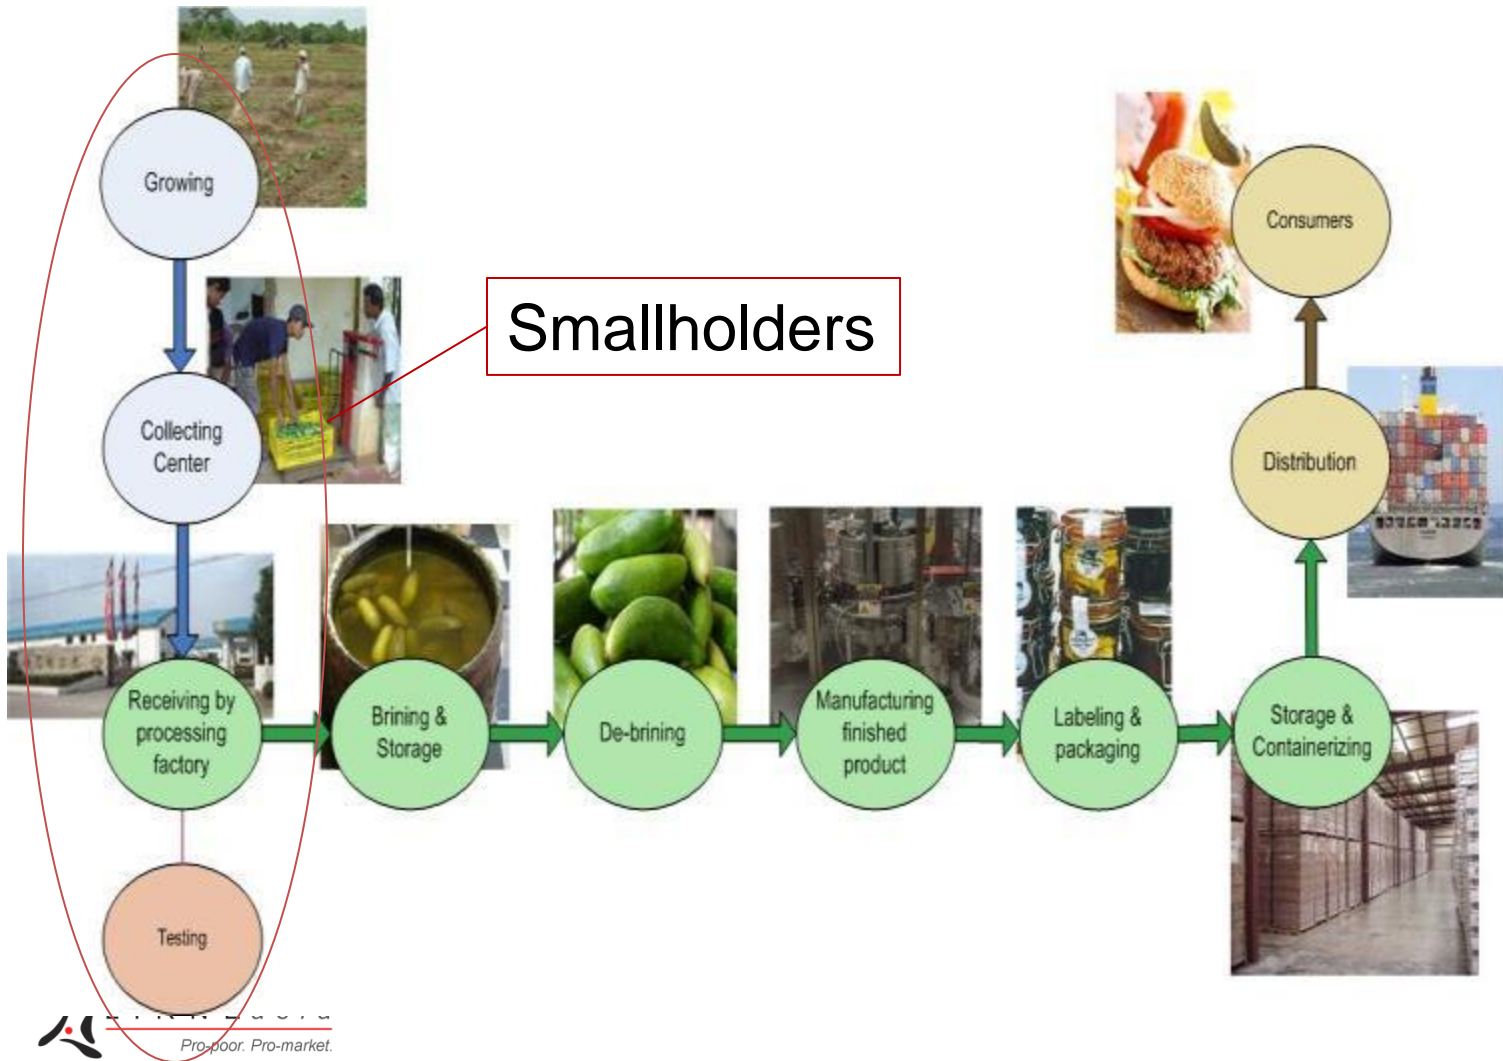 Growing
Collecting
Center
Smallholders
Receiving by
processing
factory
Testing
Brining &
Storage
De-brining
Manufacturing
finished
product
Labeling &
packaging
Storage &
Containerizing
Distribution
Consumers
Pro-poor. Pro-market.